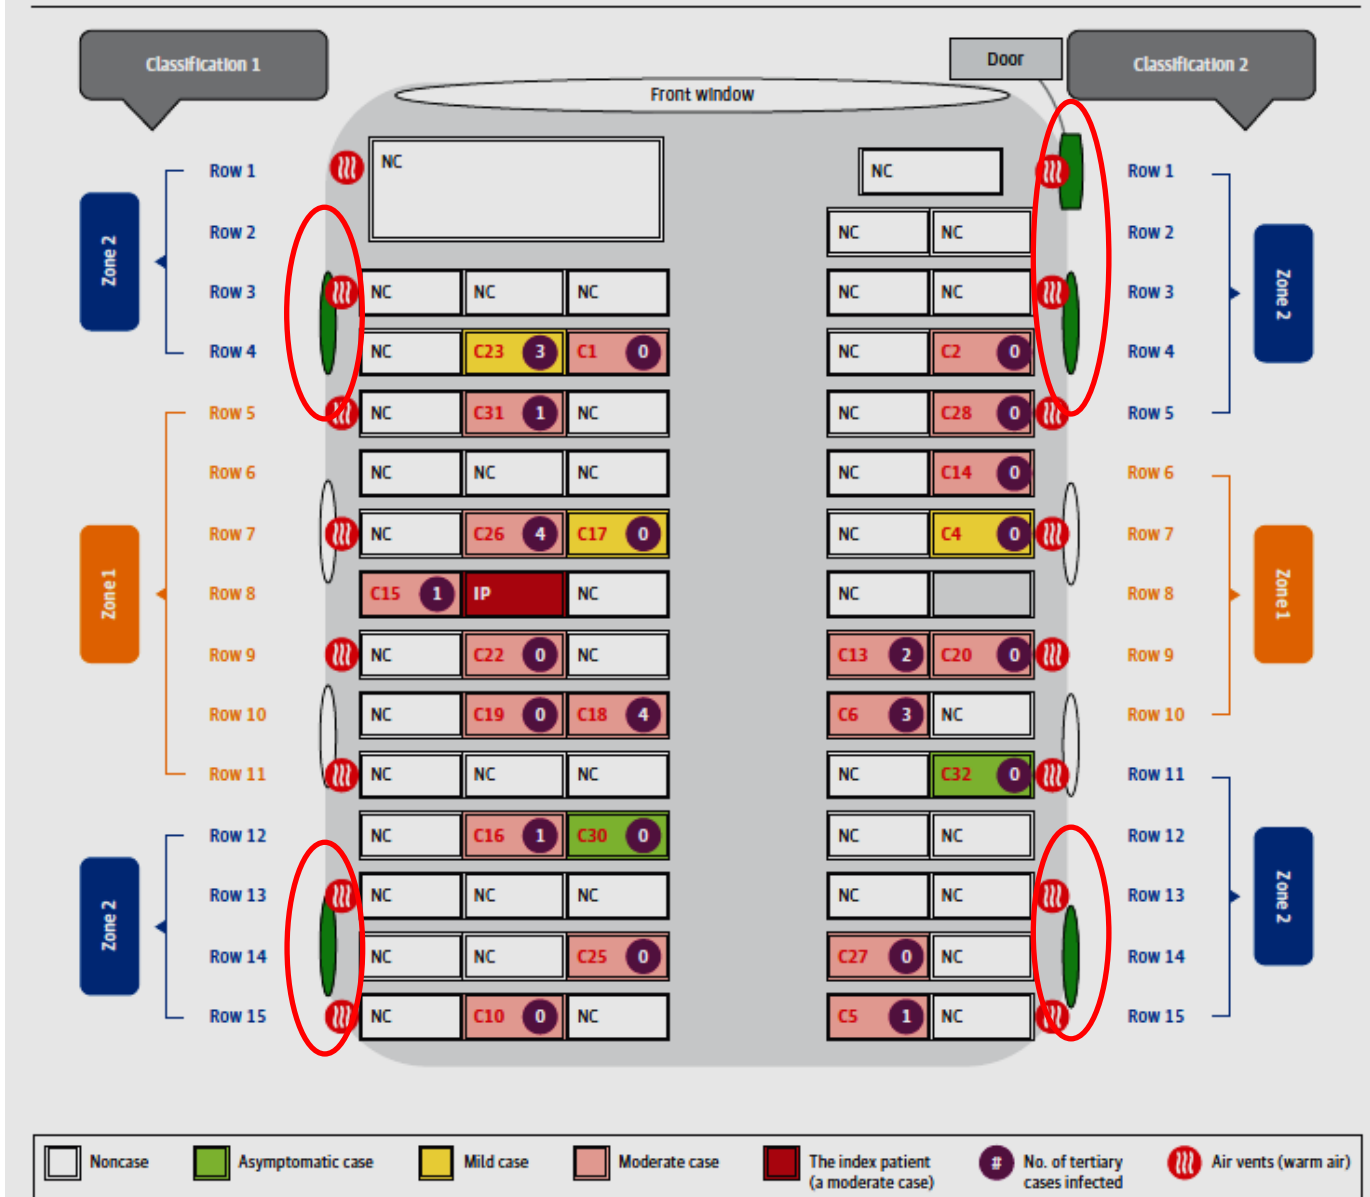 Classification 1
Door
Classification 2
Front window
Row 1
NC
NC
Row 1
Row 2
NC
NC
Row 2
Zone 2
Zone 2
Row 3
NC
NC
NC
NC
NC
Row 3
Row 4
NC
C23 3
C1 0
NC
C2 0
Row 4
Row 5
NC
C31 1
NC
NC
C28 0
Row 5
Row 6
NC
NC
NC
NC
C14 0
Row 6
Row 7
NC
C26 4
C17 0
NC
C4 0
Row 7
Zone 1
Row 8
C15 1
IP
NC
NC
Row 8
Zone 1
Row 9
NC
C22 0
NC
C13 2
C20 0
Row 9
Row 10
NC
C19 0
C18 4
C6 3
NC
Row 10
Row 11
NC
NC
NC
NC
C32 0
Row 11
Row 12
NC
C16 1
C30 0
NC
NC
Row 12
Row 13
NC
NC
NC
NC
NC
Row 13
Zone 2
Zone 2
Row 14
NC
NC
C25 0
C27 0
NC
Row 14
Row 15
NC
C10 0
NC
C5 1
NC
Row 15
Noncase
Asymptomatic case
Mild case
Moderate case
The index patient
(a moderate case)
#
No. of tertiary
cases infected
Air vents (warm air)